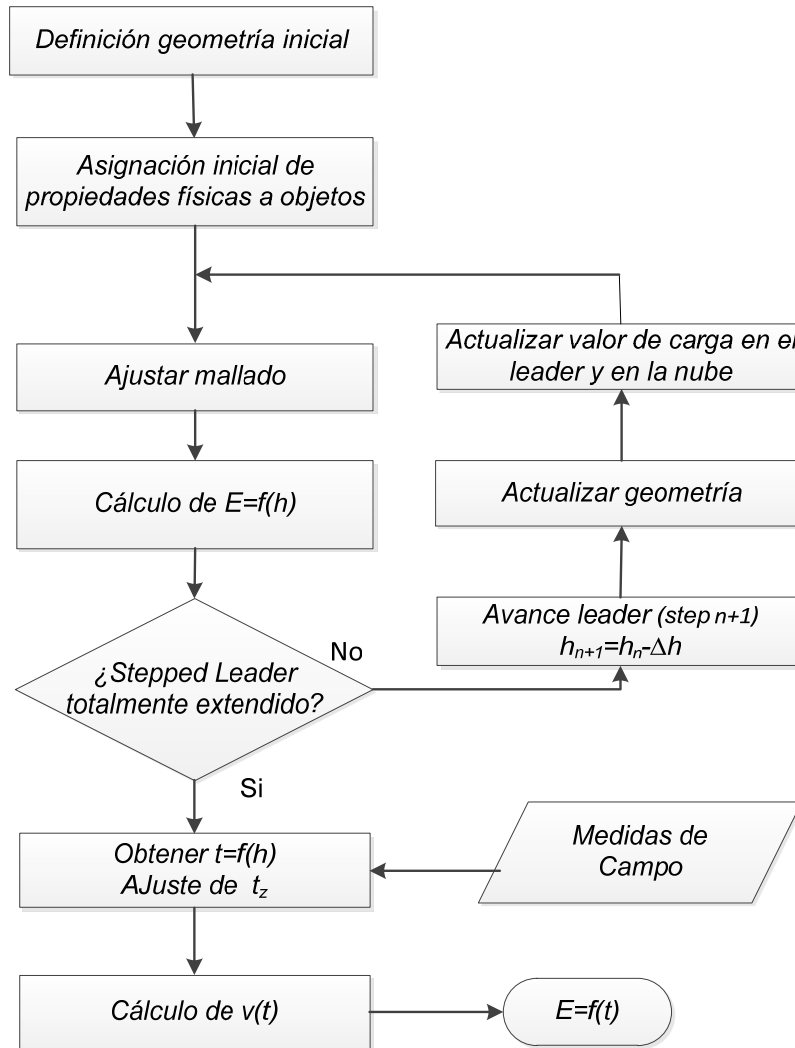 Definición geometría inicial
Asignación inicial de
propiedades físicas a objetos
Ajustar mallado
Cálculo de E=f(h)
¿Stepped Leader
totalmente extendido?
No
Avance leader (step n+1)
hn+1=hn-Δh
Actualizar geometría
Actualizar valor de carga en el
leader y en la nube
Si
Obtener t=f(h)
AJuste de tz
Medidas de
Campo
Cálculo de v(t)
E=f(t)